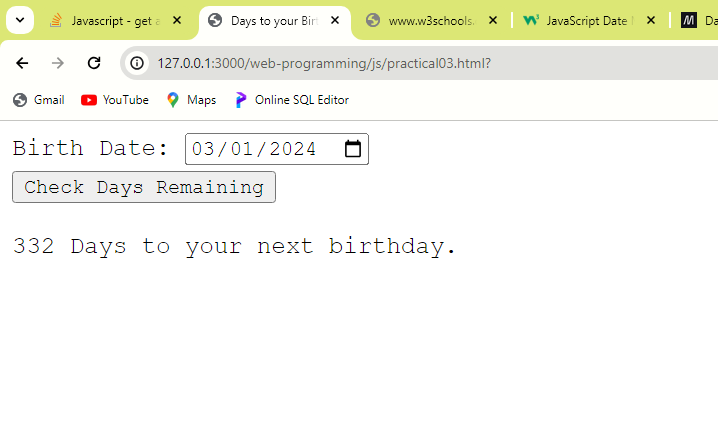 Javascript - get a
Days to your Bir
www.w3schools.
JavaScript Date
Da
127.0.0.1:3000/web-programming/js/practical03.html?
Gmail YouTube Maps Online SQL Editor
Birth Date: 03/01/2024
Check Days Remaining
332 Days to your next birthday.